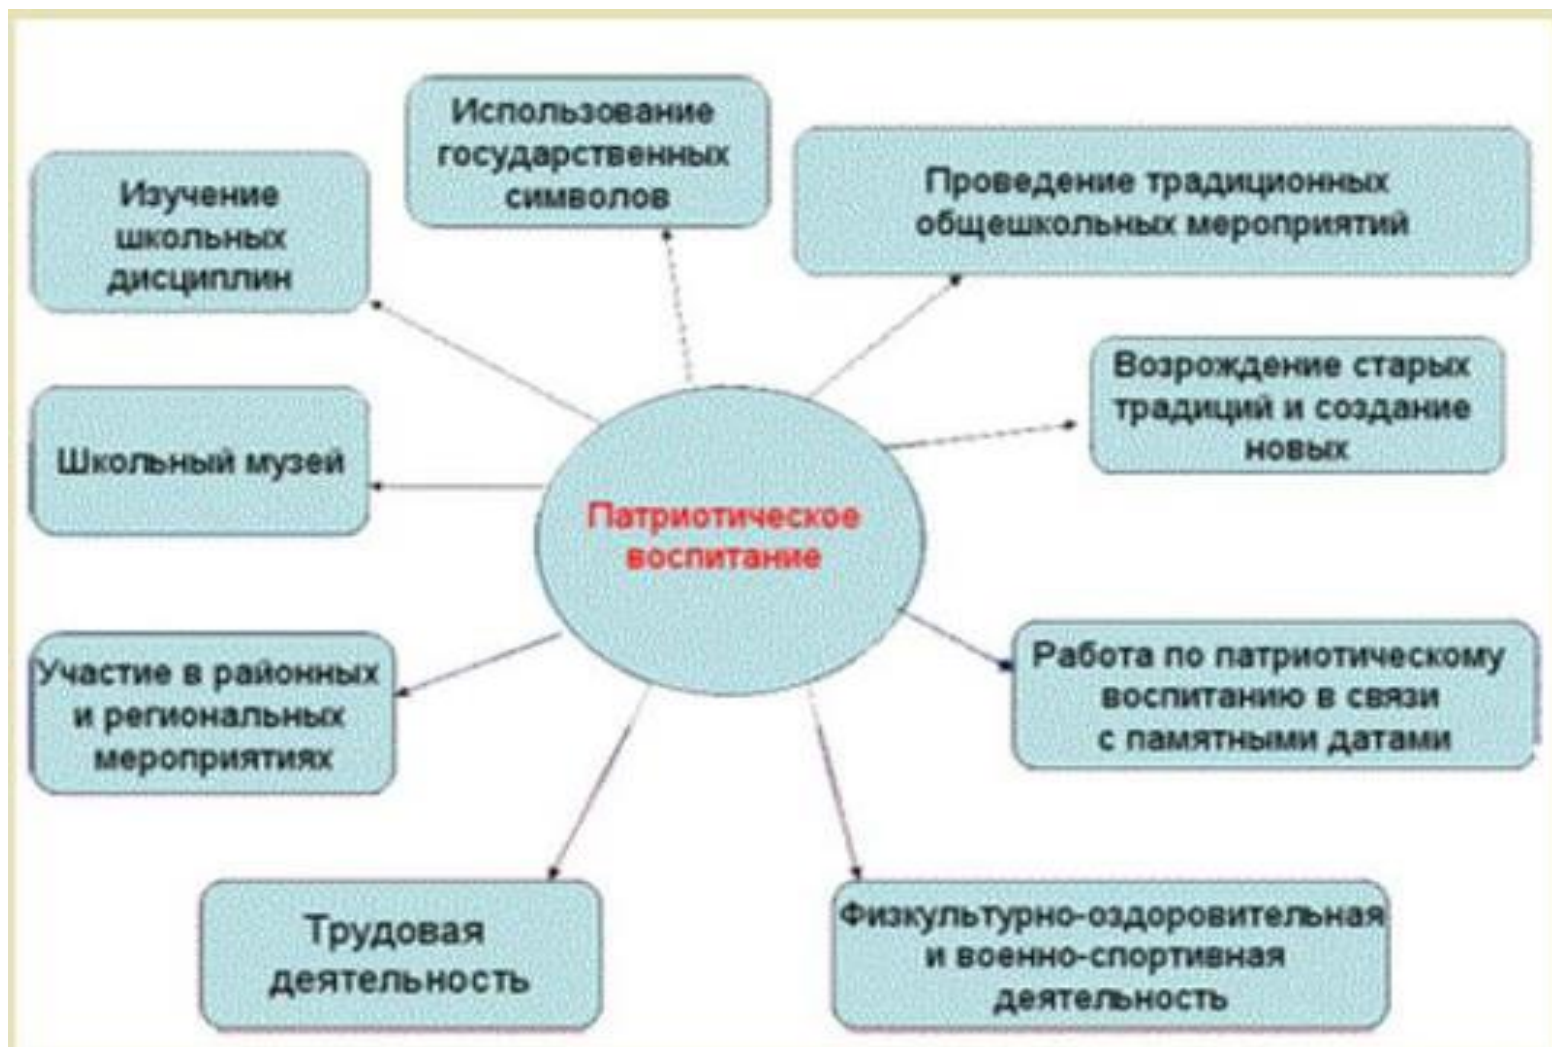 Использование
государственных
символов
Проведение традиционных
общешкольных мероприятий
Изучение
школьных
дисциплин
Возрождение старых
традиций и создание
новых
Школьный музей
Патриотическое
воспитание
Участие в районных
и региональных
мероприятиях
Работа по патриотическому
воспитанию в связи
с памятными датами
Трудовая
деятельность
Физкультурно-оздоровительная
и военно-спортивная
деятельность